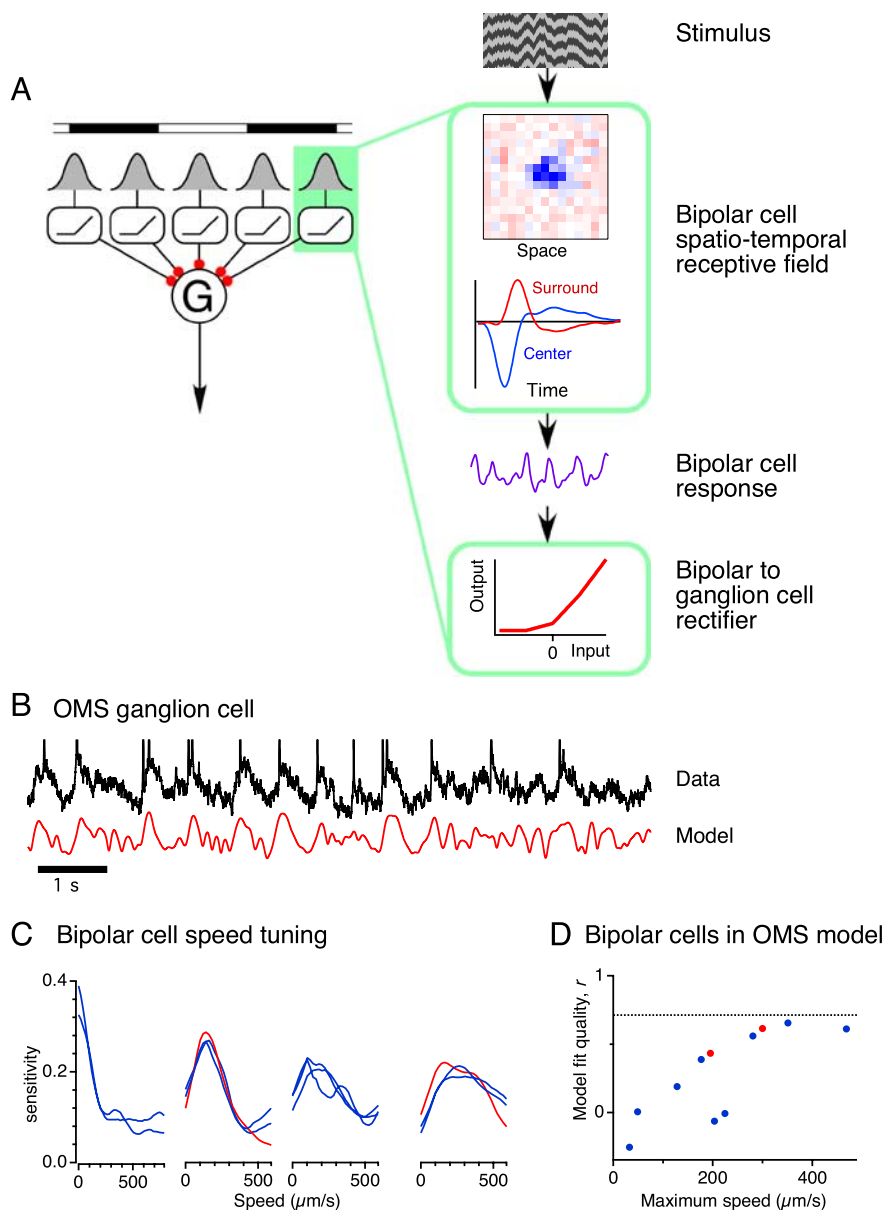 Stimulus
A
G
Space
Surround
Center
Time
Bipolar cell
spatio-temporal
receptive field
Bipolar cell
response
Output
0
Input
Bipolar to
ganglion cell
rectifier
B OMS ganglion cell
Data
Model
1 s
C Bipolar cell speed tuning
sensitivity
0.4
0.2
0.0
0 500
0 500
0 500
0 500
Speed (µm/s)
D Bipolar cells in OMS model
Model fit quality, r
1
0
0 200 400
Maximum speed (µm/s)